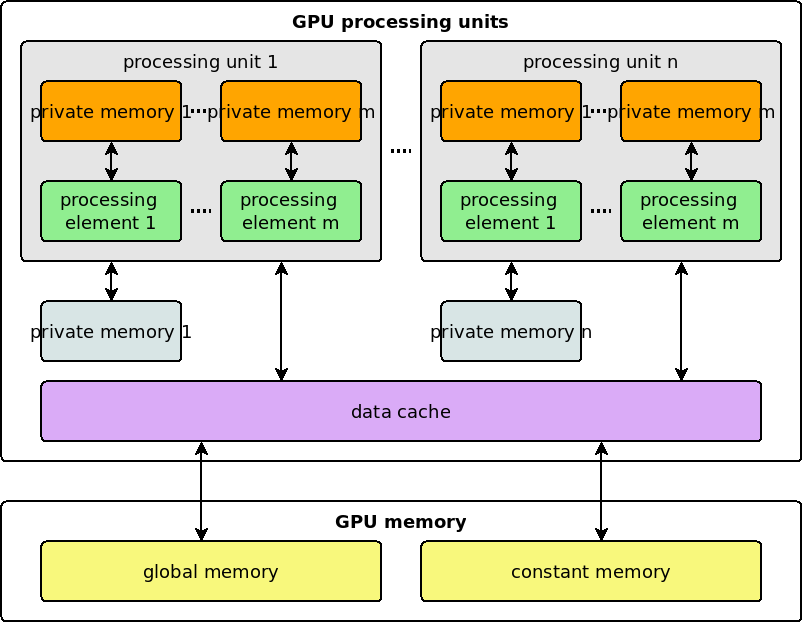 GPU processing units
processing unit 1
private memory 1
private memory m
processing
element 1
processing
element m
private memory 1
processing unit n
private memory 1
private memory m
processing
element 1
processing
element m
private memory n
data cache
GPU memory
global memory
constant memory